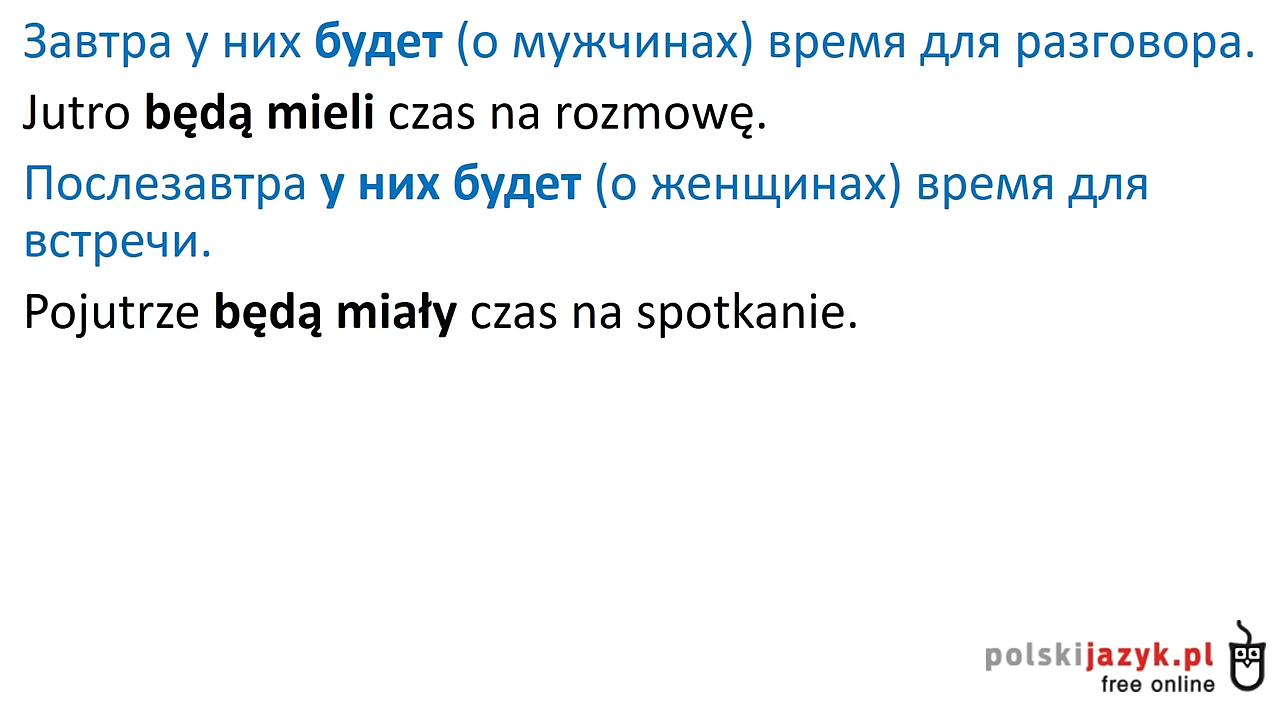 Завтра у них будет (о мужчинах) время для разговора.
Jutro będą mieli czas na rozmowę.
Послезавтра у них будет (о женщинах) время для
встречи.
Pojutrze będą miały czas na spotkanie.
polskijazyk.pl
free online